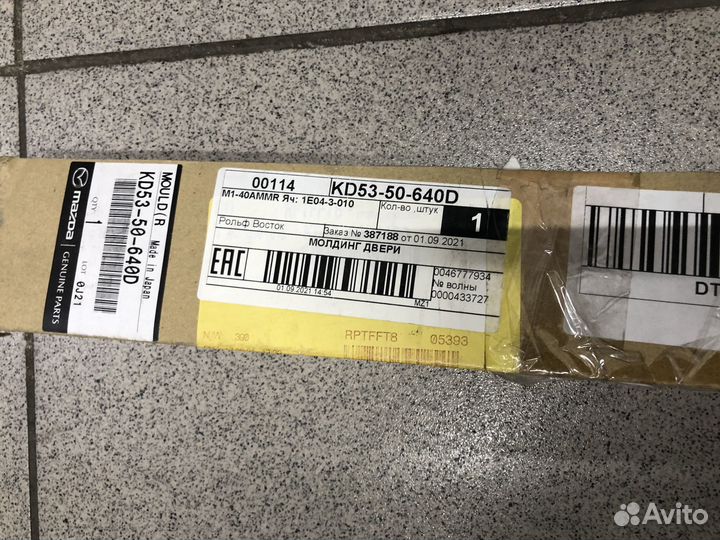 MOULD(R Made in Japan
KD53-50-640D
QTY 1 LOT 0J21
mazda GENUINE PARTS
00114
KD53-50-640D
M1-40AMMR Яч: 1E04-3-010
Кол-во ,штук
1
Рольф Восток
Заказ № 387188 от 01.09.2021
МОЛДИНГ ДВЕРИ
EAC
01.09.2021 14:54
MZ1
0046777934
№ волны
0000433727
N/W 390
RPTFFT8 05393
DT
Avito